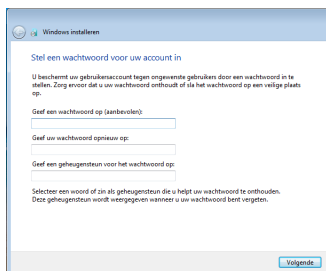 Windows installeren
Stel een wachtwoord voor uw account in
U beschermt uw gebruikersaccount tegen ongewenste gebruikers door een wachtwoord in te
stellen. Zorg ervoor dat u uw wachtwoord onthoudt of sla het wachtwoord op een veilige plaats
op.
Geef een wachtwoord op (aanbevolen):
Geef uw wachtwoord opnieuw op:
Geef een geheugensteun voor het wachtwoord op:
Selecteer een woord of zin als geheugensteun die u helpt uw wachtwoord te onthouden.
Deze geheugensteun wordt weergegeven wanneer u uw wachtwoord bent vergeten.
Volgende